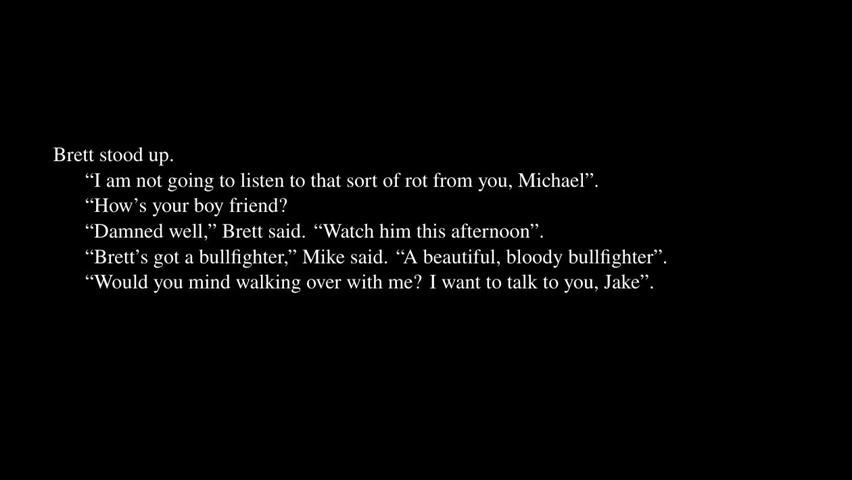 Brett stood up.
“I am not going to listen to that sort of rot from you, Michael”.
“How’s your boy friend?
“Damned well,” Brett said. “Watch him this afternoon”.
“Brett’s got a bullfighter,” Mike said. “A beautiful, bloody bullfighter”.
“Would you mind walking over with me? I want to talk to you, Jake”.